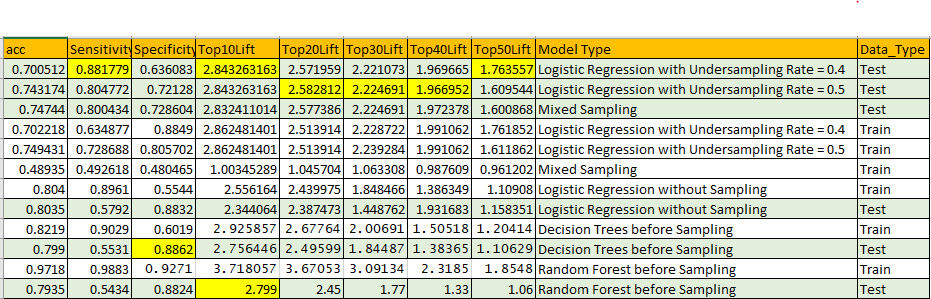 acc Sensitivity Specificity Top10Lift Top20Lift Top30Lift Top40Lift Top50Lift Model Type Data_Type
0.700512 0.881779 0.636083 2.843263163 2.571959 2.221073 1.969665 1.763557 Logistic Regression with Undersampling Rate = 0.4 Test
0.743174 0.804772 0.72128 2.843263163 2.582812 2.224691 1.966952 1.609544 Logistic Regression with Undersampling Rate = 0.5 Test
0.74744 0.800434 0.728604 2.832411014 2.577386 2.224691 1.972378 1.600868 Mixed Sampling Test
0.702218 0.634877 0.8849 2.862481401 2.513914 2.228722 1.991062 1.761852 Logistic Regression with Undersampling Rate = 0.4 Train
0.749431 0.728688 0.805702 2.862481401 2.513914 2.239284 1.991062 1.611862 Logistic Regression with Undersampling Rate = 0.5 Train
0.48935 0.492618 0.480465 1.00345289 1.045704 1.063308 0.987609 0.961202 Mixed Sampling Train
0.804 0.8961 0.5544 2.556164 2.439975 1.848466 1.386349 1.10908 Logistic Regression without Sampling Train
0.8035 0.5792 0.8832 2.344064 2.387473 1.448762 1.931683 1.158351 Logistic Regression without Sampling Test
0.8219 0.9029 0.6019 2.925857 2.67764 2.00691 1.50518 1.20414 Decision Trees before Sampling Train
0.799 0.5531 0.8862 2.756446 2.49599 1.84487 1.38365 1.10629 Decision Trees before Sampling Test
0.9718 0.9883 0.9271 3.718057 3.67053 3.09134 2.3185 1.8548 Random Forest before Sampling Train
0.7935 0.5434 0.8824 2.799 2.45 1.77 1.33 1.06 Random Forest before Sampling Test